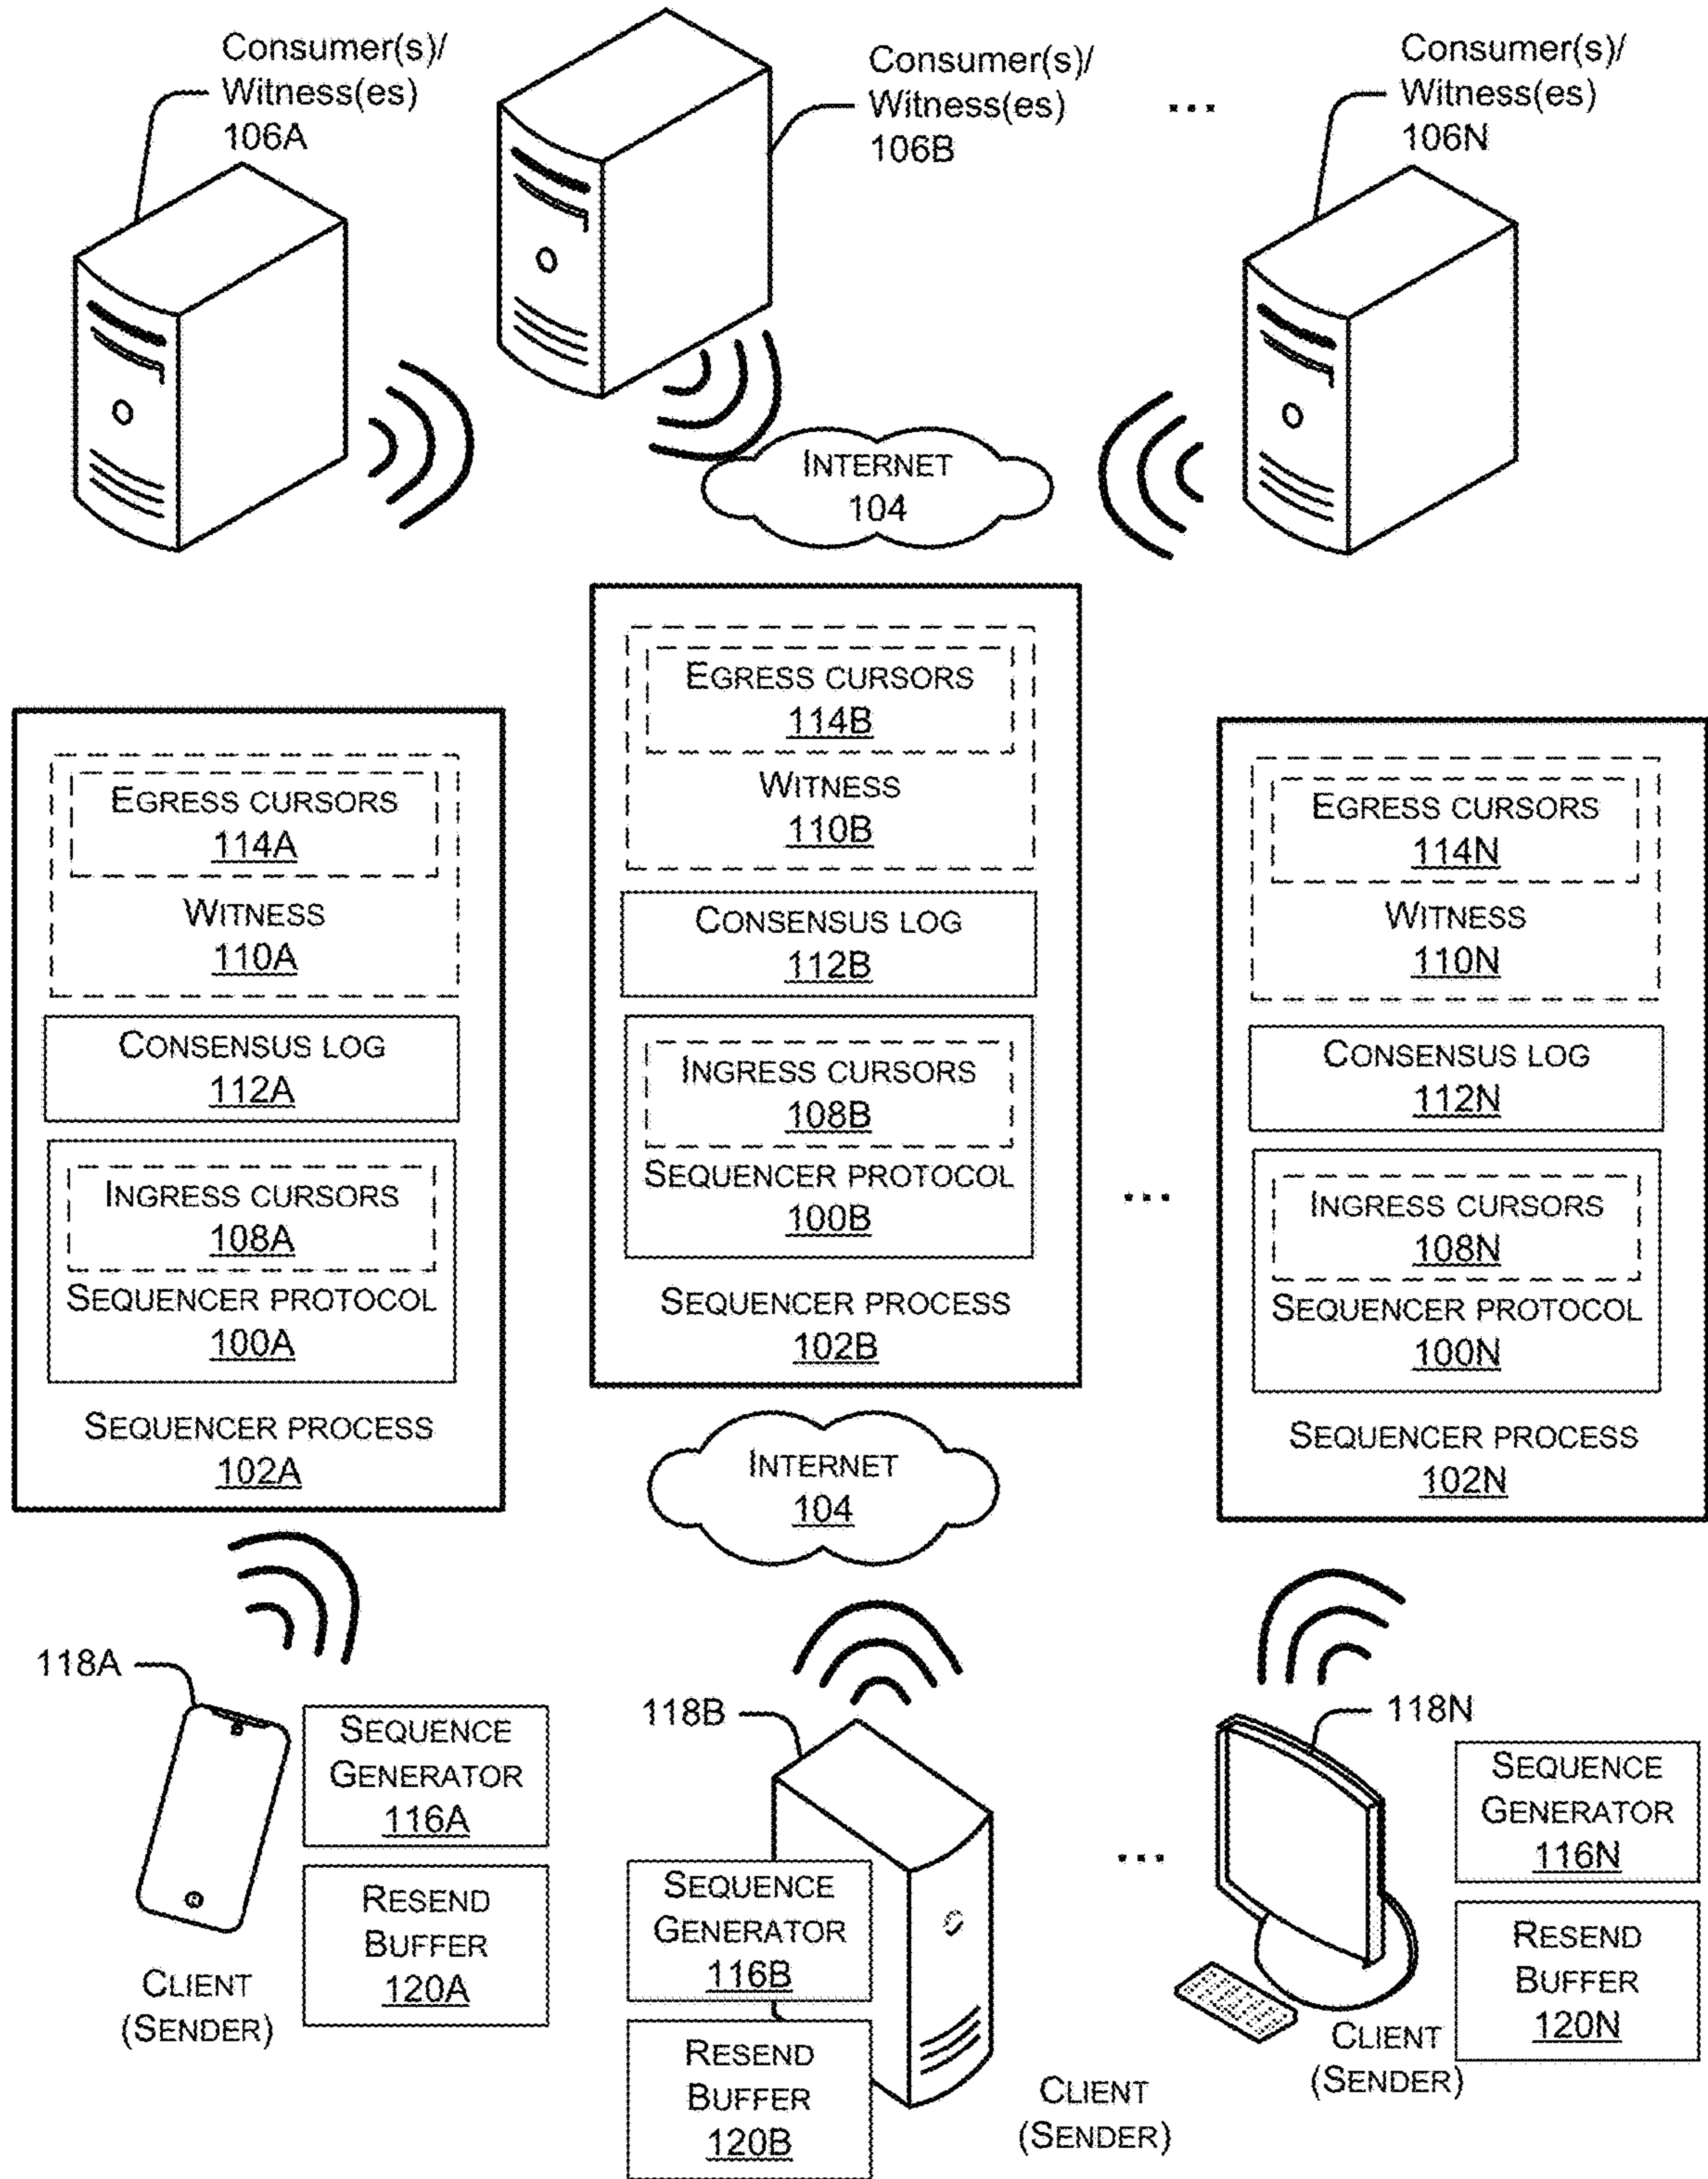 Consumer(s)/
Witness(es)
106A
Consumer(s)/
Witness(es)
106B
...
Consumer(s)/
Witness(es)
106N
INTERNET
104
EGRESS CURSORS
114A
WITNESS
110A
CONSENSUS LOG
112A
INGRESS CURSORS
108A
SEQUENCER PROTOCOL
100A
SEQUENCER PROCESS
102A
EGRESS CURSORS
114B
WITNESS
110B
CONSENSUS LOG
112B
INGRESS CURSORS
108B
SEQUENCER PROTOCOL
100B
SEQUENCER PROCESS
102B
...
EGRESS CURSORS
114N
WITNESS
110N
CONSENSUS LOG
112N
INGRESS CURSORS
108N
SEQUENCER PROTOCOL
100N
SEQUENCER PROCESS
102N
INTERNET
104
118A
SEQUENCE
GENERATOR
116A
RESEND
BUFFER
120A
CLIENT
(SENDER)
118B
SEQUENCE
GENERATOR
116B
RESEND
BUFFER
120B
CLIENT
(SENDER)
...
118N
SEQUENCE
GENERATOR
116N
RESEND
BUFFER
120N
CLIENT
(SENDER)